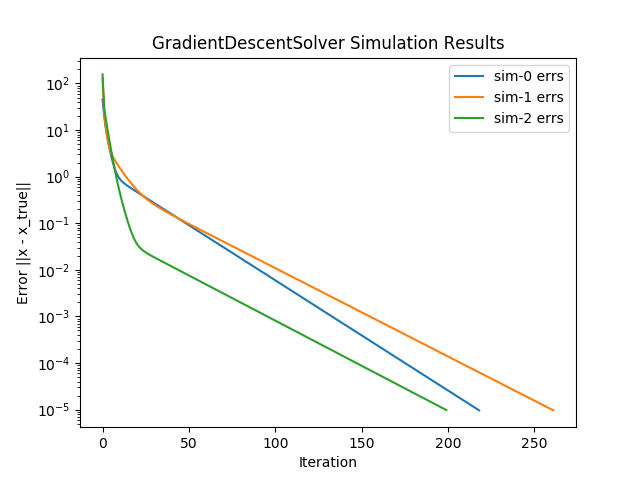 GradientDescentSolver Simulation Results
sim-0 errs
sim-1 errs
sim-2 errs
Error ||x - x_true||
10^2
10^1
10^0
10^-1
10^-2
10^-3
10^-4
10^-5
0 50 100 150 200 250
Iteration